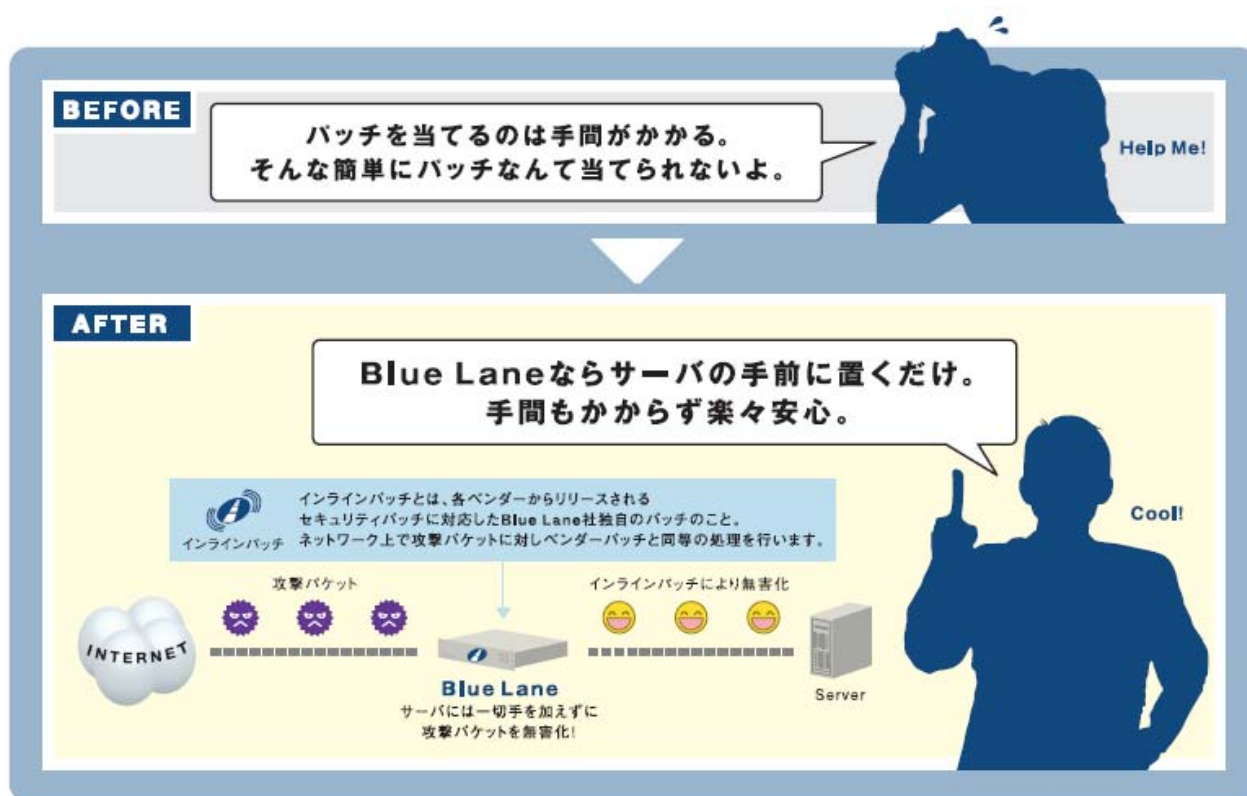 BEFORE
パッチを当てるのは手間がかかる。
そんな簡単にパッチなんて当てられないよ。
Help Me!
AFTER
Blue Laneならサーバの手前に置くだけ。
手間もかからず楽々安心。
Cool!
インラインパッチ
インラインパッチとは、各ベンダーからリリースされる
セキュリティパッチに対応したBlue Lane社独自のパッチのこと。
ネットワーク上で攻撃パケットに対しベンダーパッチと同等の処理を行います。
攻撃パケット
インラインパッチにより無害化
INTERNET
Blue Lane
サーバには一切手を加えずに
攻撃パケットを無害化!
Server